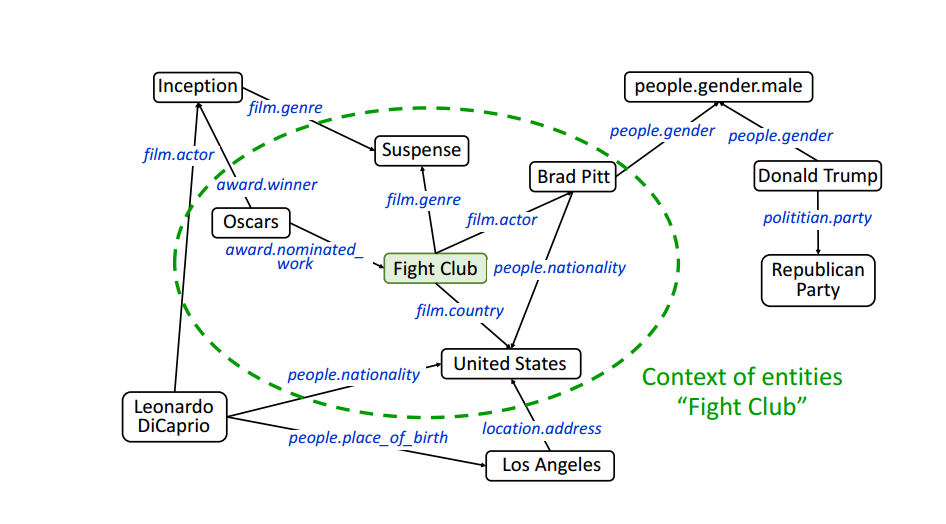 Inception
people.gender.male
film.genre
people.gender
people.gender
film.actor
Suspense
Brad Pitt
Donald Trump
award.winner
film.genre
Oscars
film.actor
polititian.party
award.nominated_
work
Fight Club
people.nationality
Republican
Party
film.country
United States
people.nationality
Context of entities
“Fight Club”
Leonardo
DiCaprio
people.place_of_birth
location.address
Los Angeles